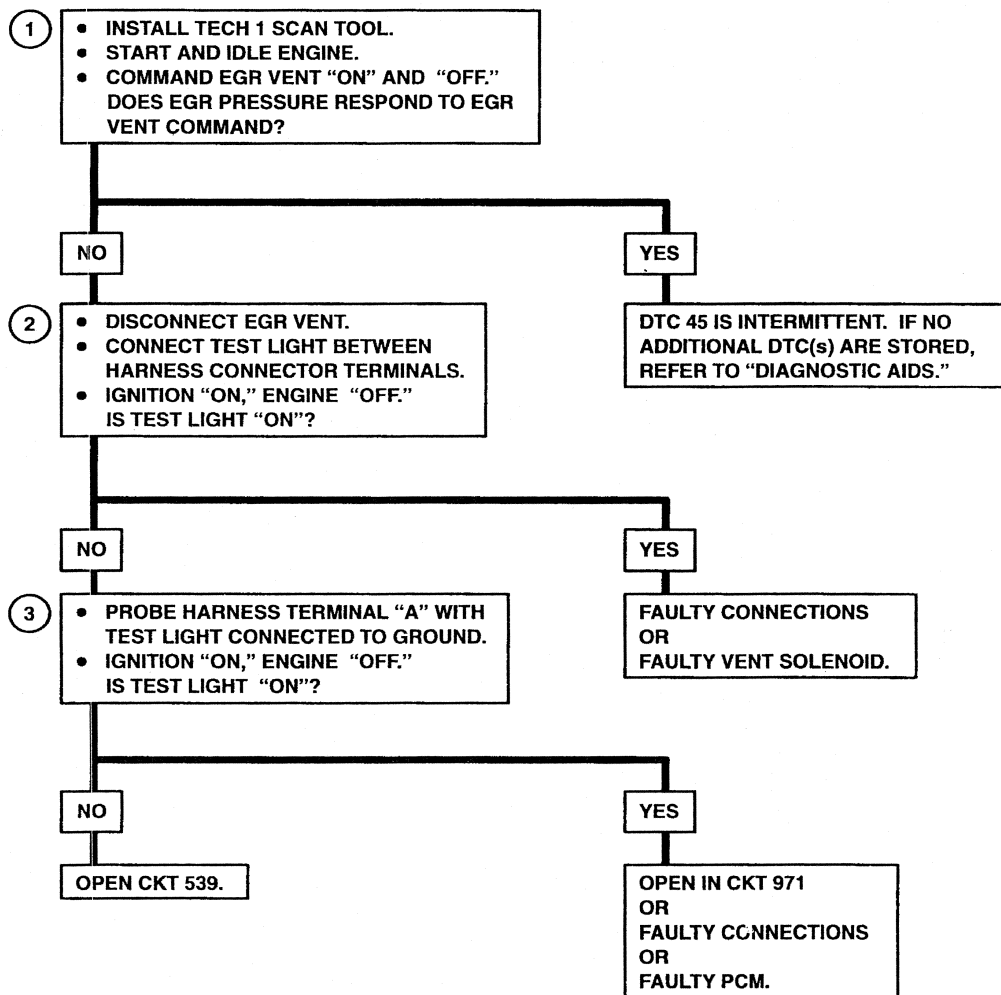 1
• INSTALL TECH 1 SCAN TOOL.
• START AND IDLE ENGINE.
• COMMAND EGR VENT “ON” AND “OFF.”
DOES EGR PRESSURE RESPOND TO EGR
VENT COMMAND?
NO
YES
2
• DISCONNECT EGR VENT.
• CONNECT TEST LIGHT BETWEEN
HARNESS CONNECTOR TERMINALS.
• IGNITION “ON,” ENGINE “OFF.”
IS TEST LIGHT “ON”?
DTC 45 IS INTERMITTENT. IF NO
ADDITIONAL DTC(s) ARE STORED,
REFER TO “DIAGNOSTIC AIDS.”
NO
YES
3
• PROBE HARNESS TERMINAL “A” WITH
TEST LIGHT CONNECTED TO GROUND.
• IGNITION “ON,” ENGINE “OFF.”
IS TEST LIGHT “ON”?
FAULTY CONNECTIONS
OR
FAULTY VENT SOLENOID.
NO
YES
OPEN CKT 539.
OPEN IN CKT 971
OR
FAULTY CONNECTIONS
OR
FAULTY PCM.